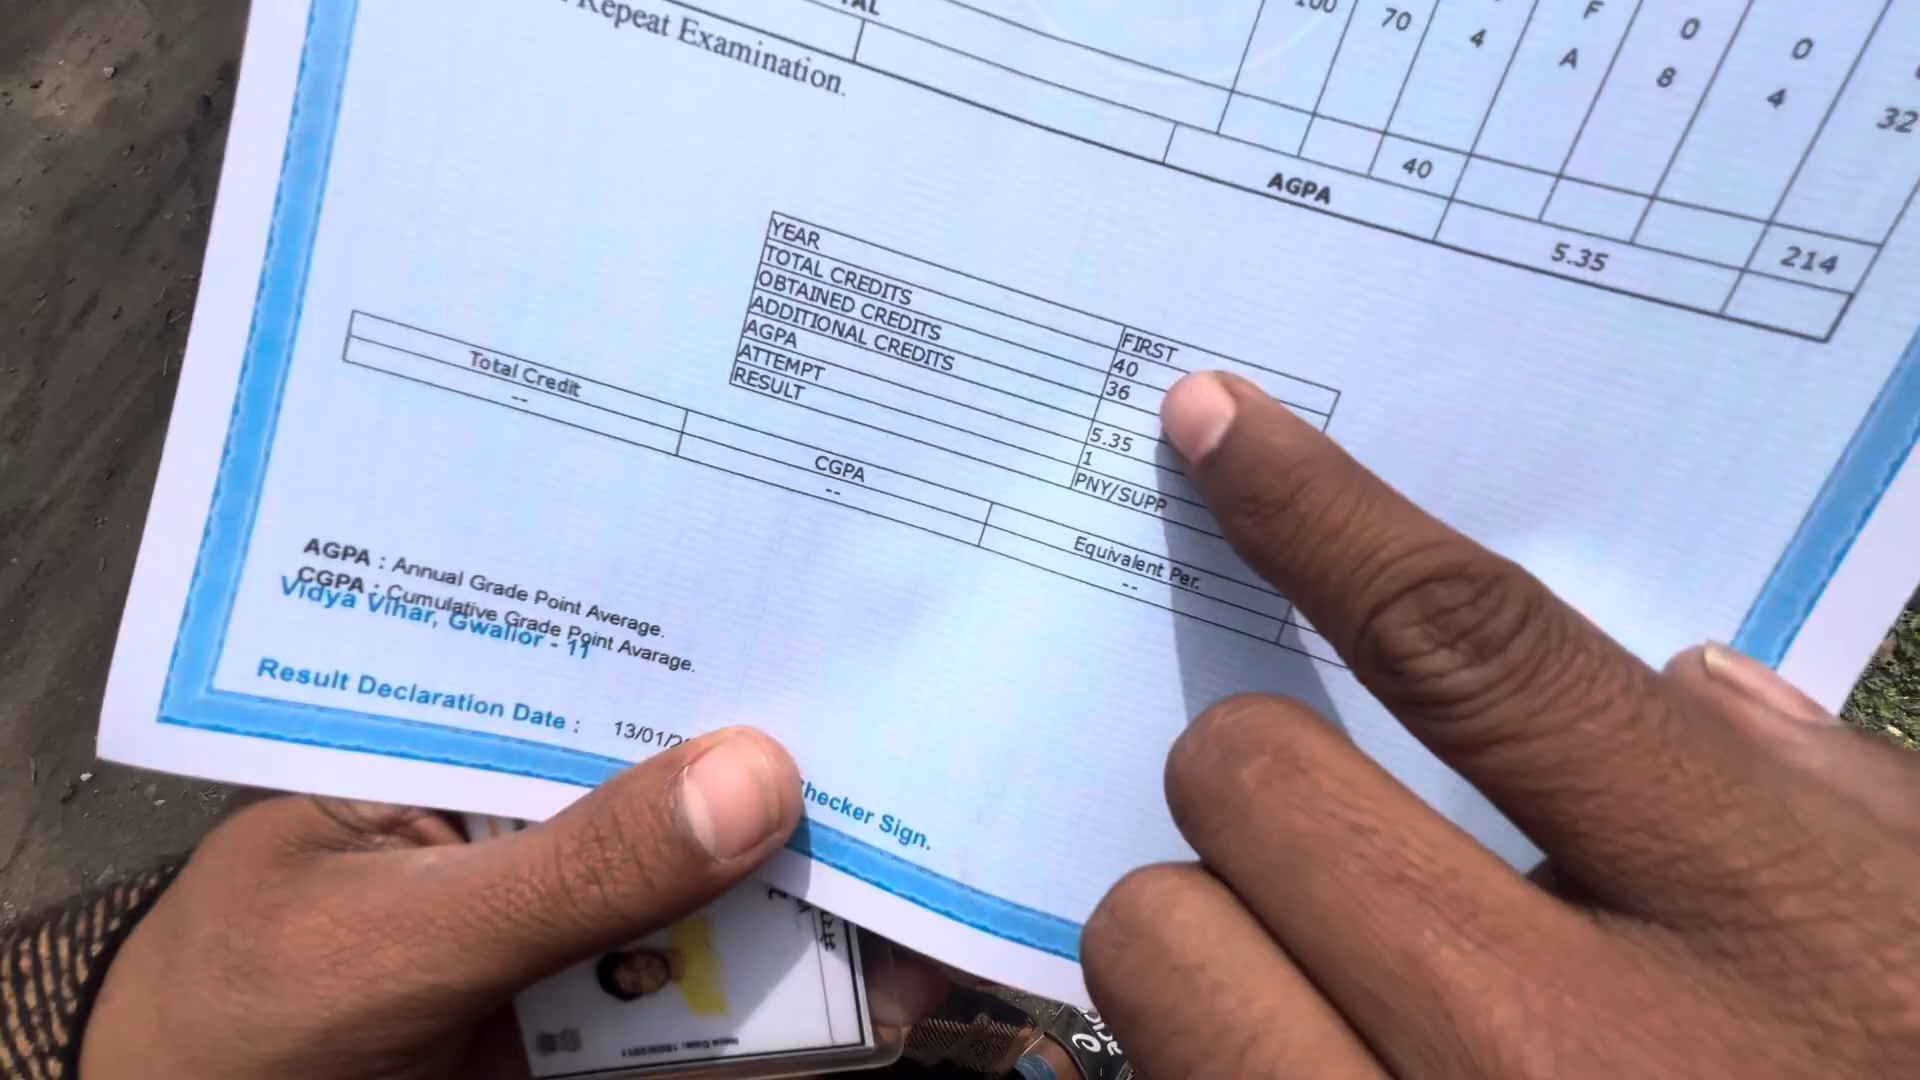 100 70 4 F 0 0
4 A 8 4 32
Repeat Examination.
40
AGPA 5.35 214
YEAR FIRST
TOTAL CREDITS 40
OBTAINED CREDITS 36
ADDITIONAL CREDITS
AGPA 5.35
ATTEMPT 1
RESULT PNY/SUPP
Total Credit CGPA Equivalent Per.
-- -- --
AGPA : Annual Grade Point Average.
CGPA : Cumulative Grade Point Avarage.
Vidya Vihar, Gwalior - 11
Result Declaration Date : 13/01/
Checker Sign.